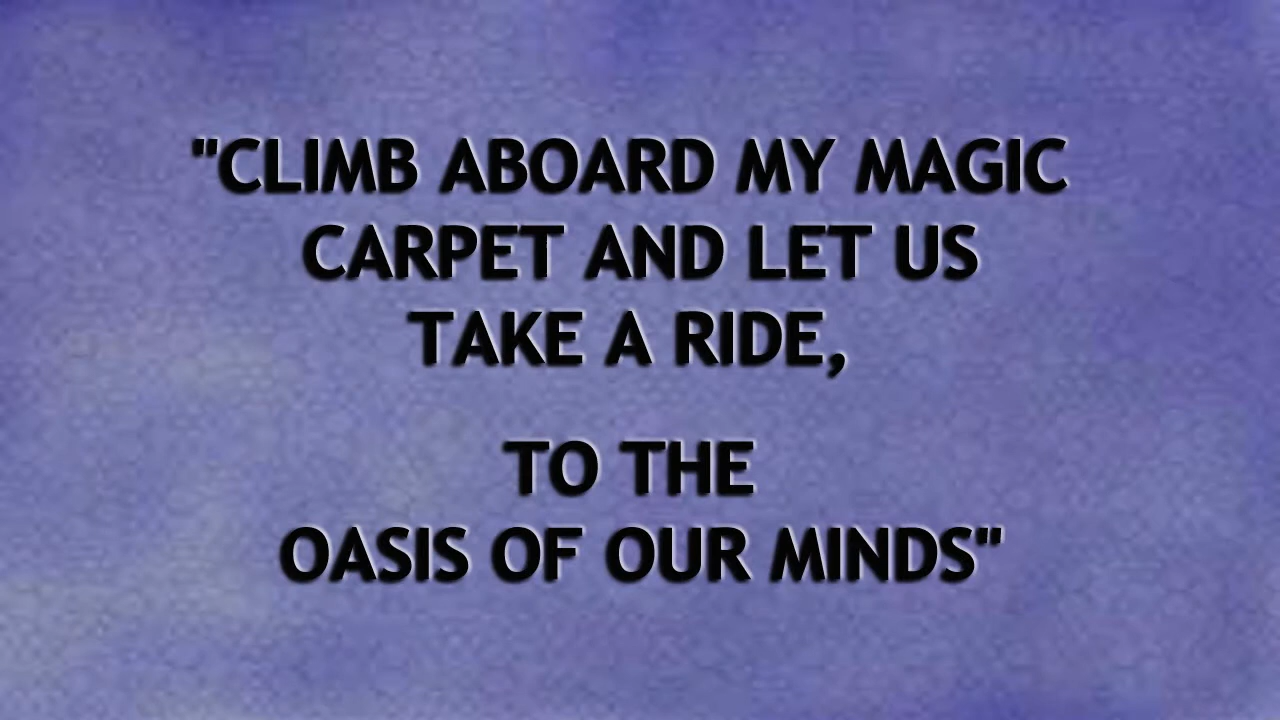 "CLIMB ABOARD MY MAGIC
CARPET AND LET US
TAKE A RIDE,
TO THE
OASIS OF OUR MINDS"